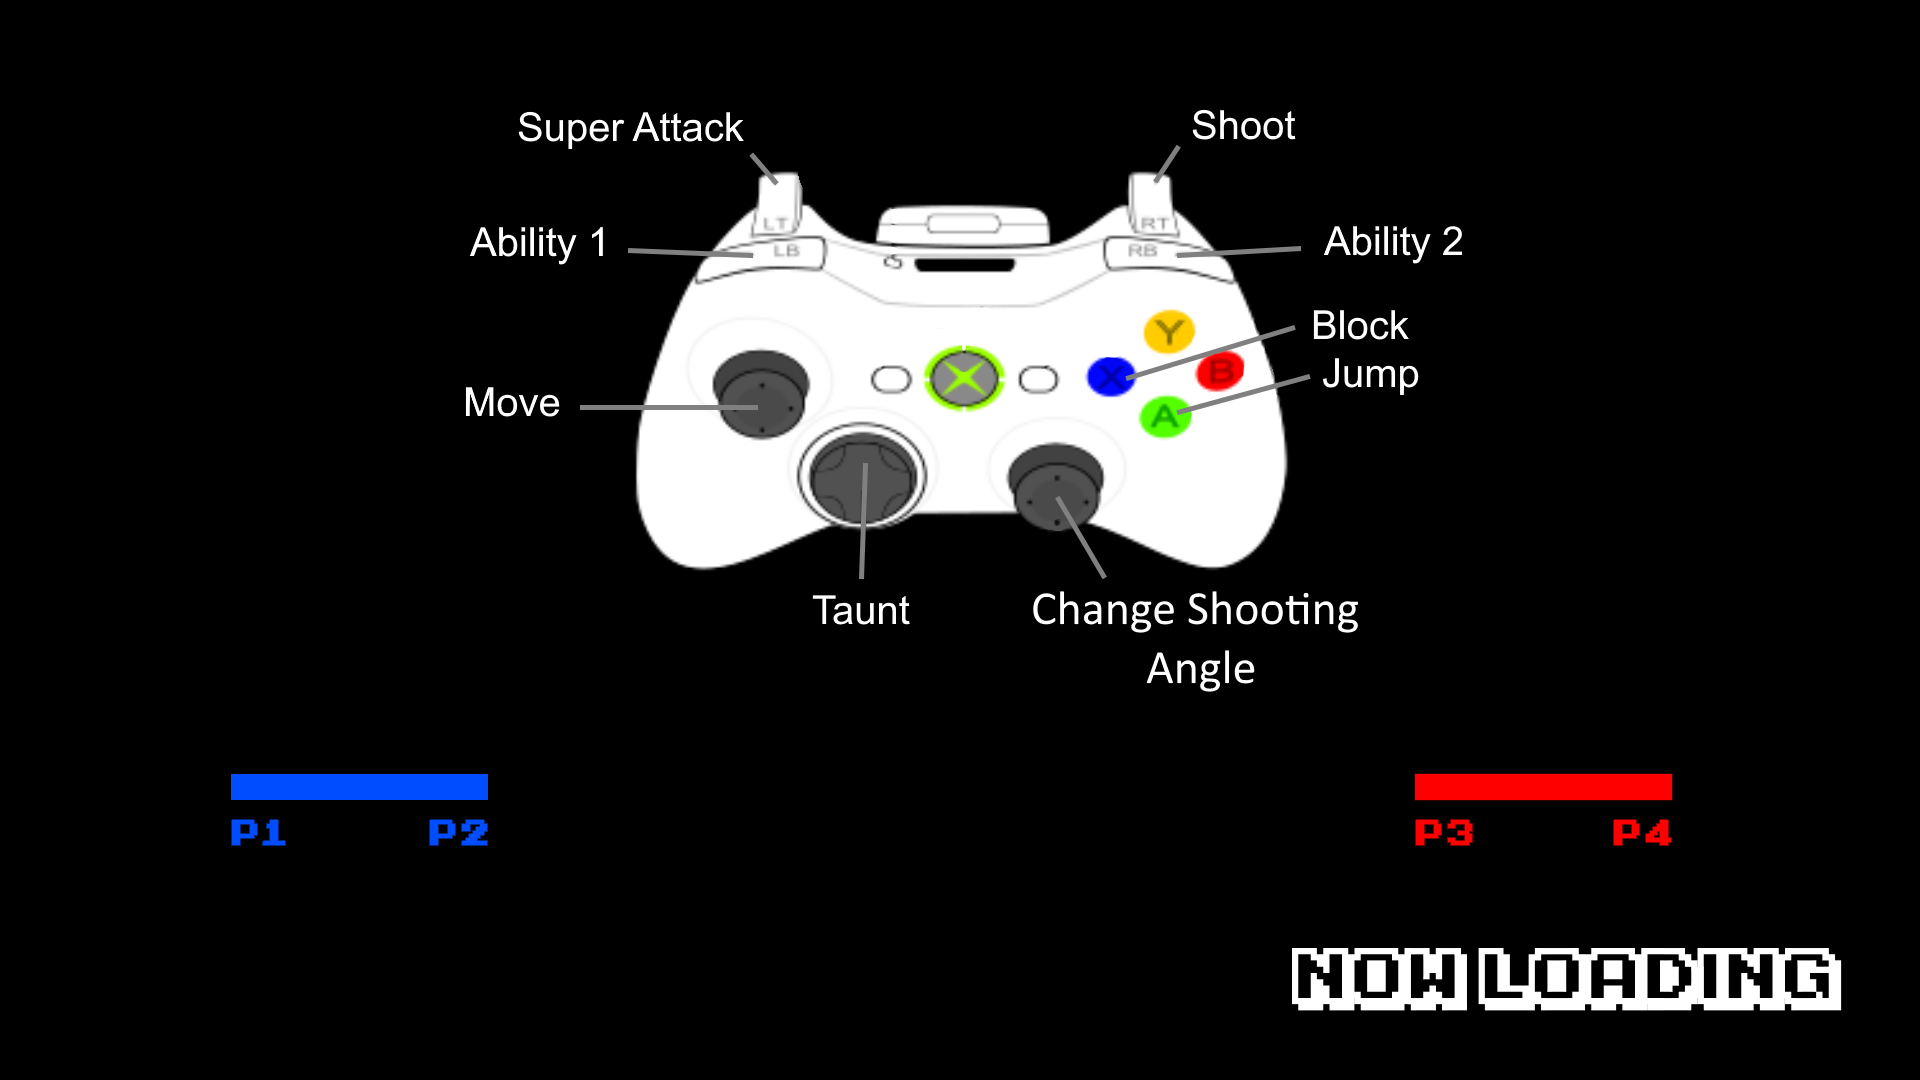 Super Attack
Shoot
LT
RT
Ability 1
LB
RB
Ability 2
Y
Block
X
B
Jump
Move
A
Taunt
Change Shooting
Angle
P1 P2
P3 P4
NOW LOADING